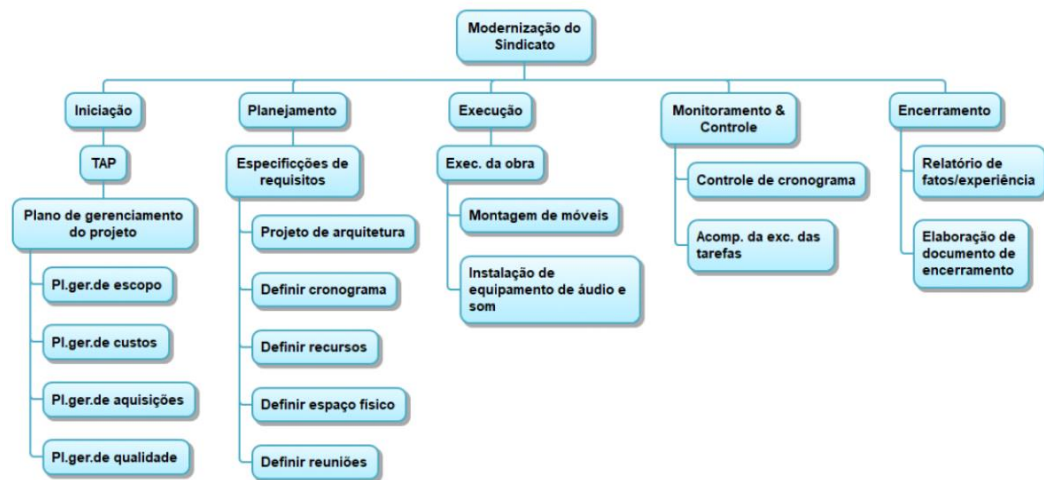 Modernização do
Sindicato
Iniciação
TAP
Plano de gerenciamento
do projeto
Pl.ger.de escopo
Pl.ger.de custos
Pl.ger.de aquisições
Pl.ger.de qualidade
Planejamento
Especificções de
requisitos
Projeto de arquitetura
Definir cronograma
Definir recursos
Definir espaço físico
Definir reuniões
Execução
Exec. da obra
Montagem de móveis
Instalação de
equipamento de áudio e
som
Monitoramento &
Controle
Controle de cronograma
Acomp. da exc. das
tarefas
Encerramento
Relatório de
fatos/experiência
Elaboração de
documento de
encerramento